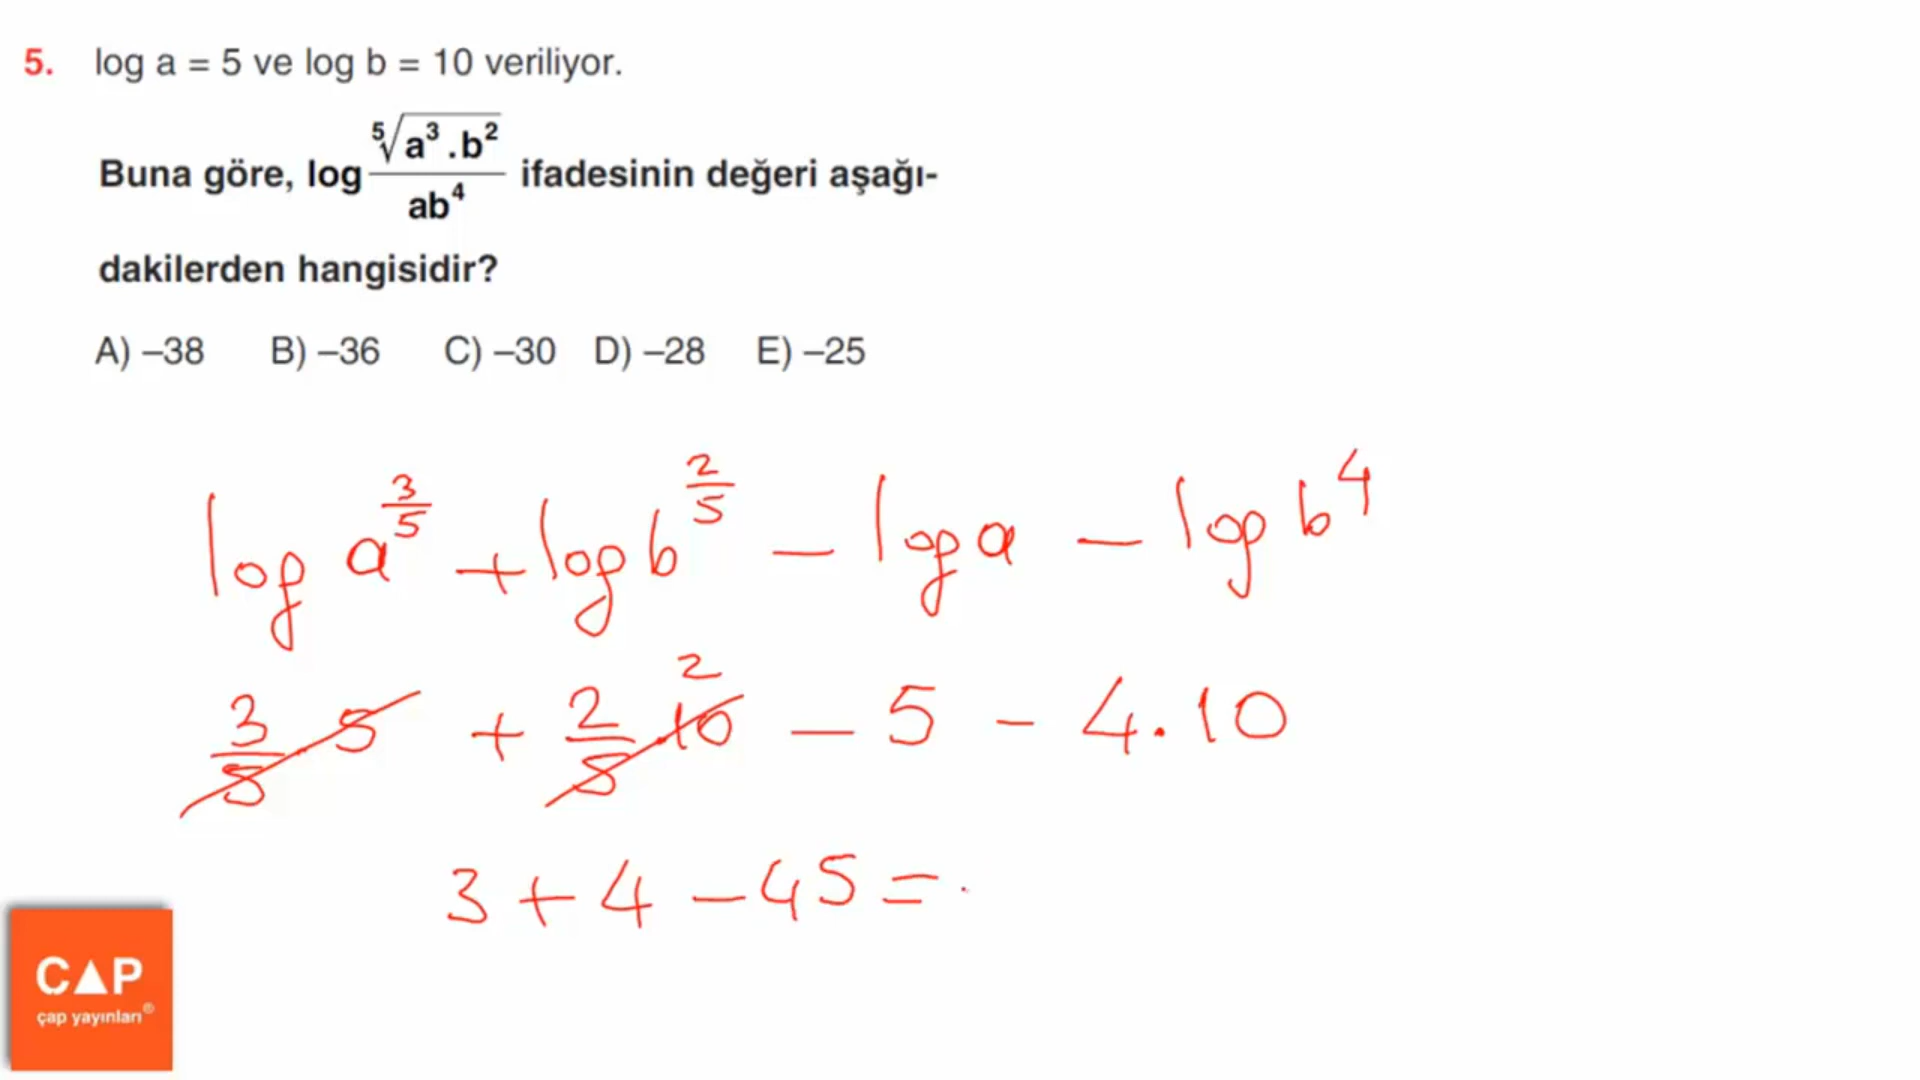 5. log a = 5 ve log b = 10 veriliyor.
Buna göre, log ⁵√(a³.b²) / ab⁴ ifadesinin değeri aşağı-
dakilerden hangisidir?
A) –38 B) –36 C) –30 D) –28 E) –25
log a^(3/5) + log b^(2/5) – log a – log b⁴
2
3/5 . 5 + 2/5 . 10 – 5 – 4.10
3 + 4 – 45 = .
CAP
çap yayınları®